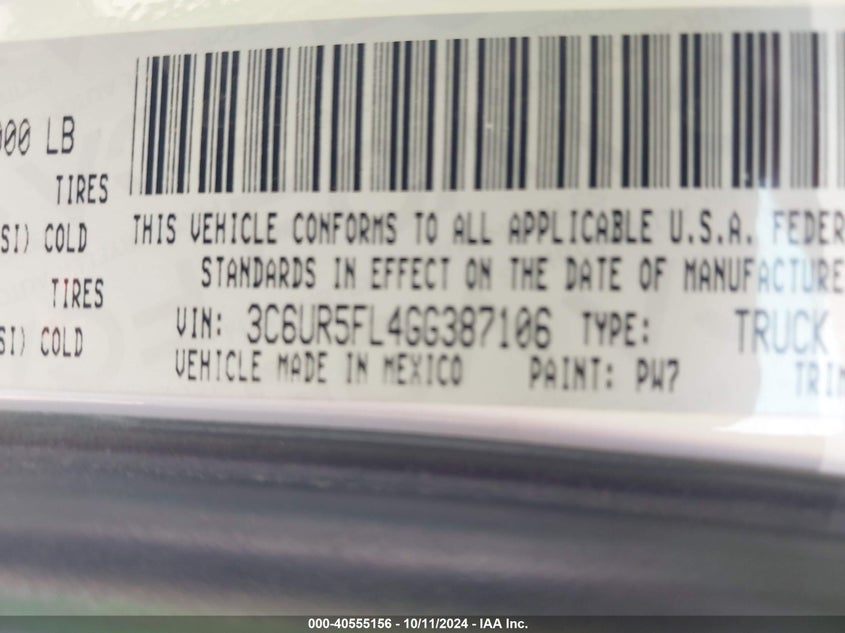 000 LB
TIRES
SI) COLD
TIRES
SI) COLD
THIS VEHICLE CONFORMS TO ALL APPLICABLE U.S.A. FEDER
STANDARDS IN EFFECT ON THE DATE OF MANUFACTURE
VIN: 3C6UR5FL4GG387106 TYPE: TRUCK
VEHICLE MADE IN MEXICO PAINT: PW7 TRIM
000-40555156 - 10/11/2024 - IAA Inc.